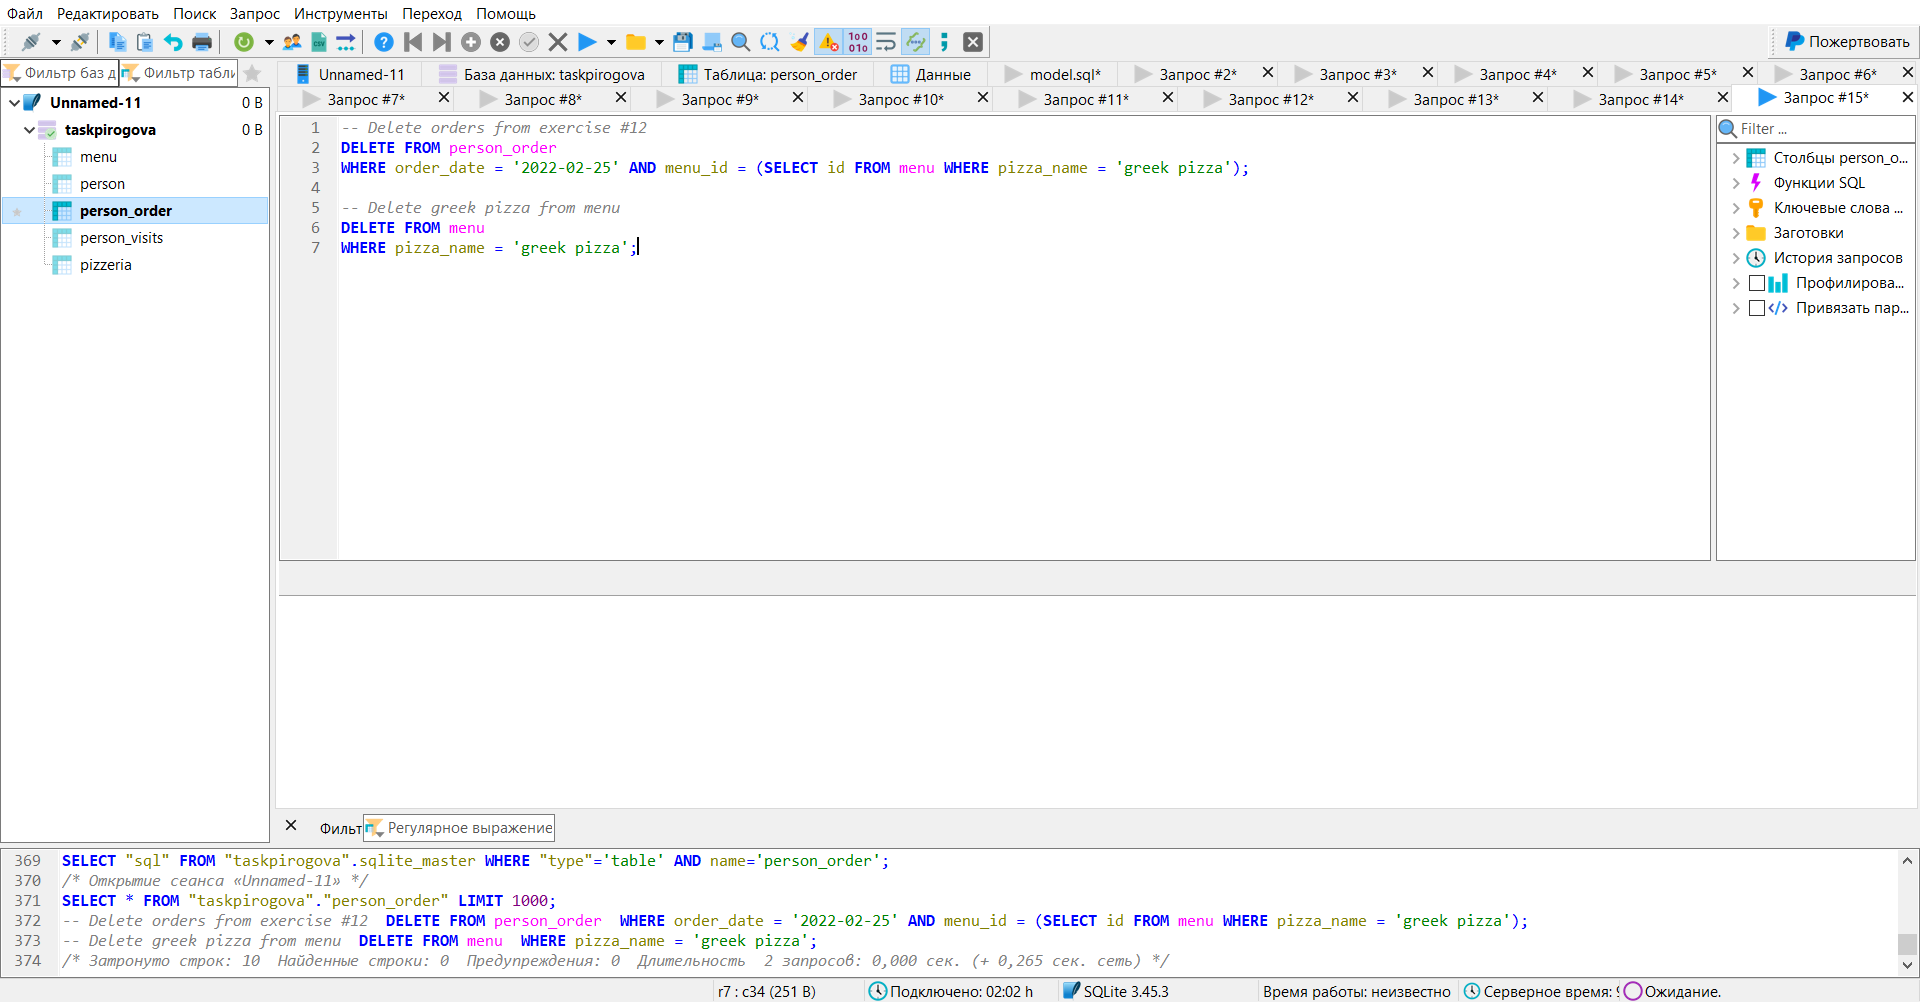 Файл Редактировать Поиск Запрос Инструменты Переход Помощь
Пожертвовать
Фильтр баз д Фильтр табли
Unnamed-11 База данных: taskpirogova Таблица: person_order Данные model.sql* Запрос #2* Запрос #3* Запрос #4* Запрос #5* Запрос #6*
Запрос #7* Запрос #8* Запрос #9* Запрос #10* Запрос #11* Запрос #12* Запрос #13* Запрос #14* Запрос #15*
Unnamed-11 0 B
taskpirogova 0 B
menu
person
person_order
person_visits
pizzeria
1 -- Delete orders from exercise #12
2 DELETE FROM person_order
3 WHERE order_date = '2022-02-25' AND menu_id = (SELECT id FROM menu WHERE pizza_name = 'greek pizza');
4
5 -- Delete greek pizza from menu
6 DELETE FROM menu
7 WHERE pizza_name = 'greek pizza';
Filter ...
Столбцы person_o...
Функции SQL
Ключевые слова ...
Заготовки
История запросов
Профилирова...
Привязать пар...
Фильт Регулярное выражение
369 SELECT "sql" FROM "taskpirogova".sqlite_master WHERE "type"='table' AND name='person_order';
370 /* Открытие сеанса «Unnamed-11» */
371 SELECT * FROM "taskpirogova"."person_order" LIMIT 1000;
372 -- Delete orders from exercise #12 DELETE FROM person_order WHERE order_date = '2022-02-25' AND menu_id = (SELECT id FROM menu WHERE pizza_name = 'greek pizza');
373 -- Delete greek pizza from menu DELETE FROM menu WHERE pizza_name = 'greek pizza';
374 /* Затронуто строк: 10 Найденные строки: 0 Предупреждения: 0 Длительность 2 запросов: 0,000 сек. (+ 0,265 сек. сеть) */
r7 : c34 (251 B) Подключено: 02:02 h SQLite 3.45.3 Время работы: неизвестно Серверное время: Ожидание.